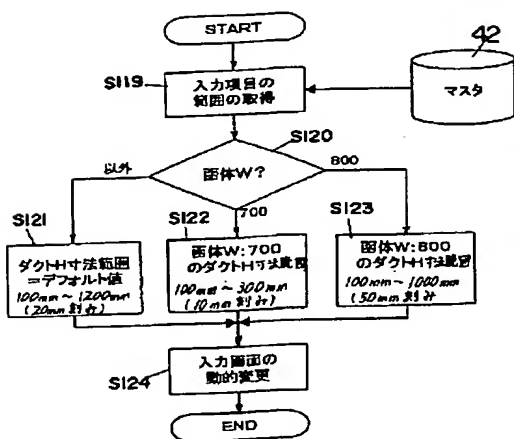 START
42
S119
入力項目
の範囲の取得
マスタ
S120
函体W?
以外
700
800
S121
ダクトH寸法範囲
=デフォルト値
100mm~1200mm
(20mm刻み)
S122
函体W:700
のダクトH寸法範囲
100mm~300mm
(10mm刻み)
S123
函体W:800
のダクトH寸法範囲
100mm~1000mm
(50mm刻み)
S124
入力画面の
動的変更
END